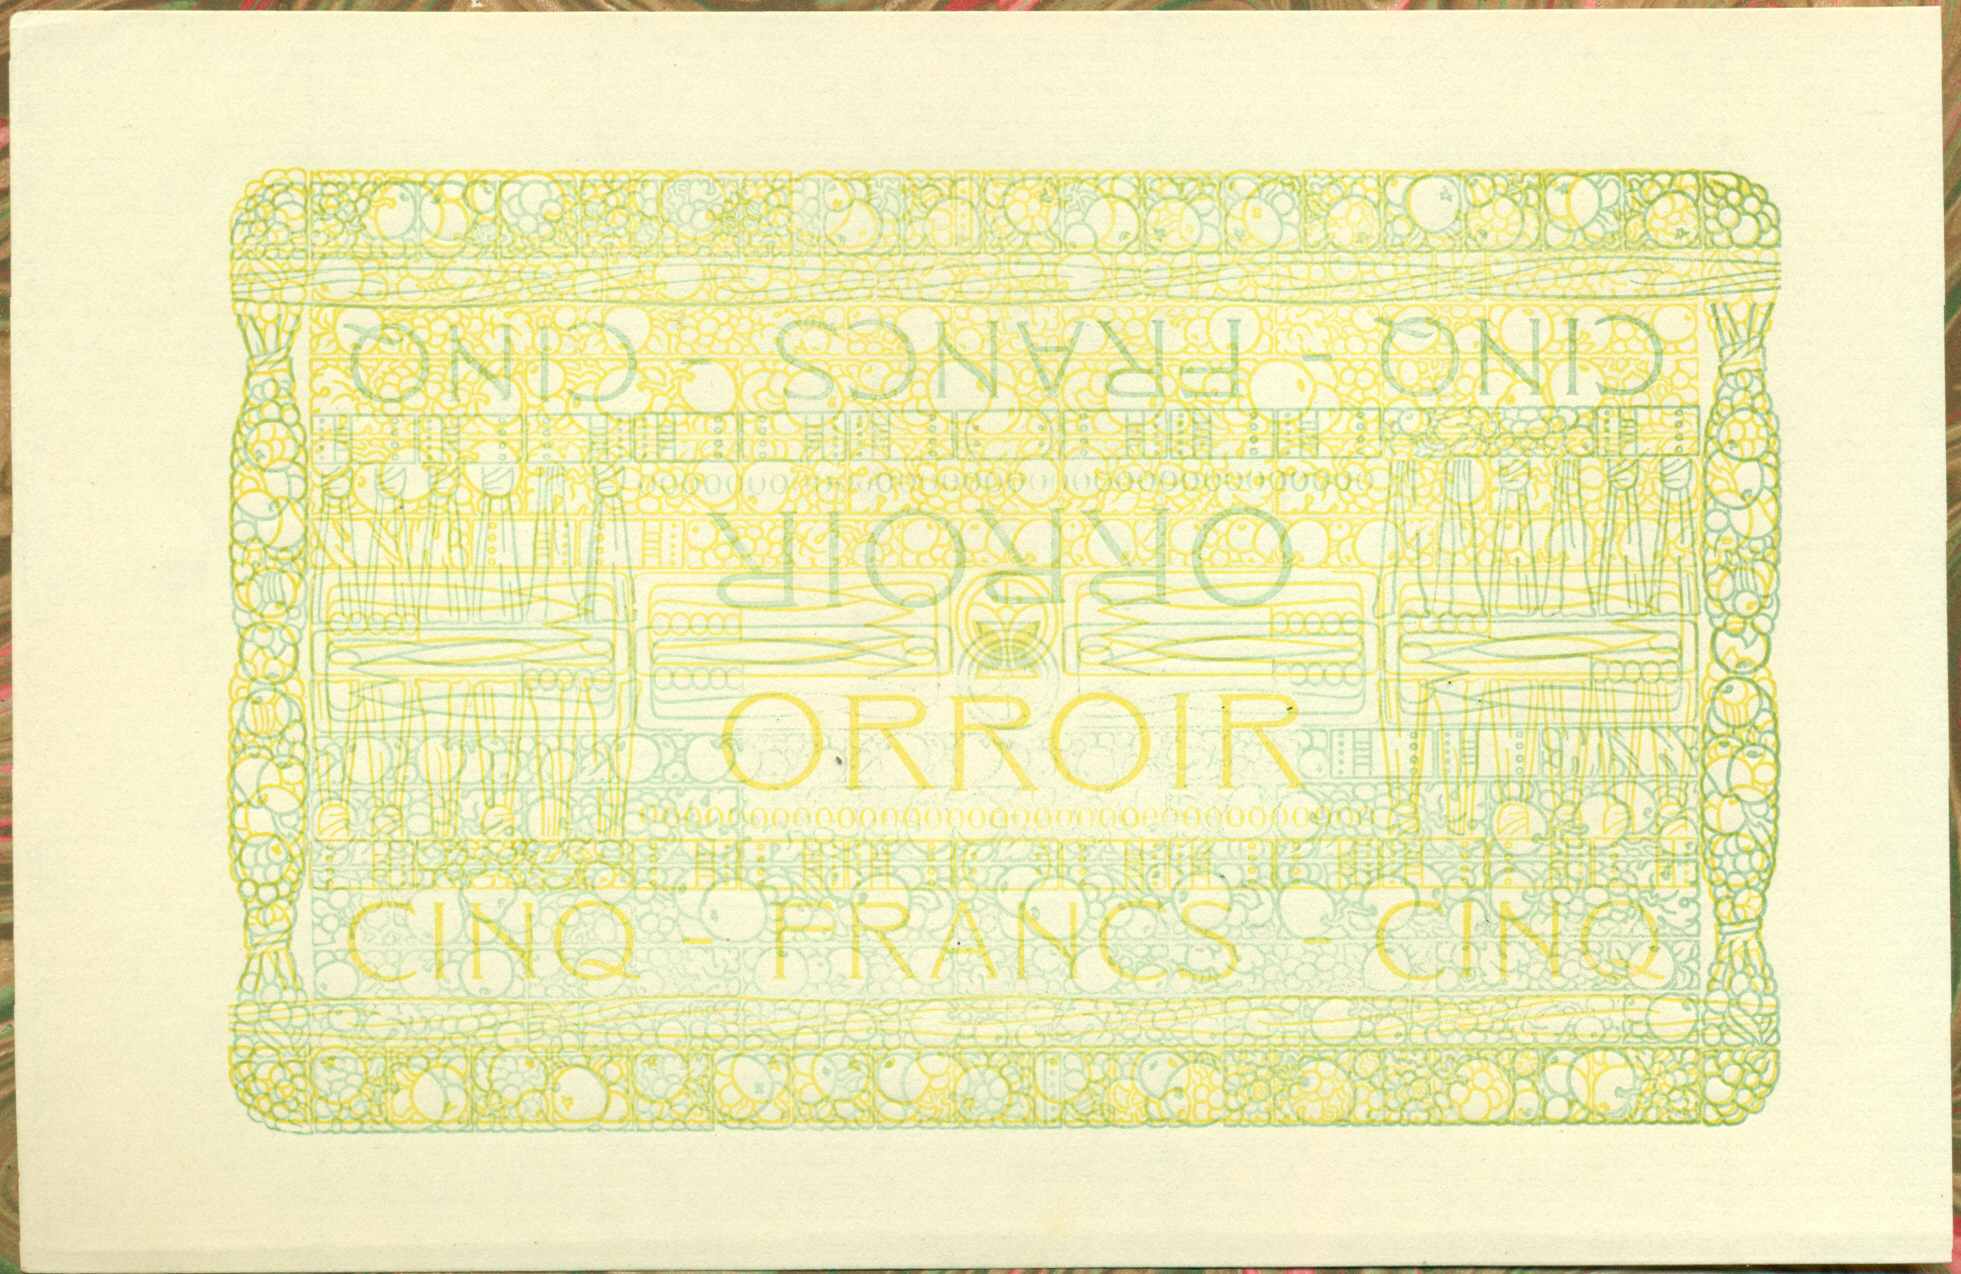 CINQ - FRANCS - CINQ
ORROIR
ORROIR
CINQ - FRANCS - CINQ